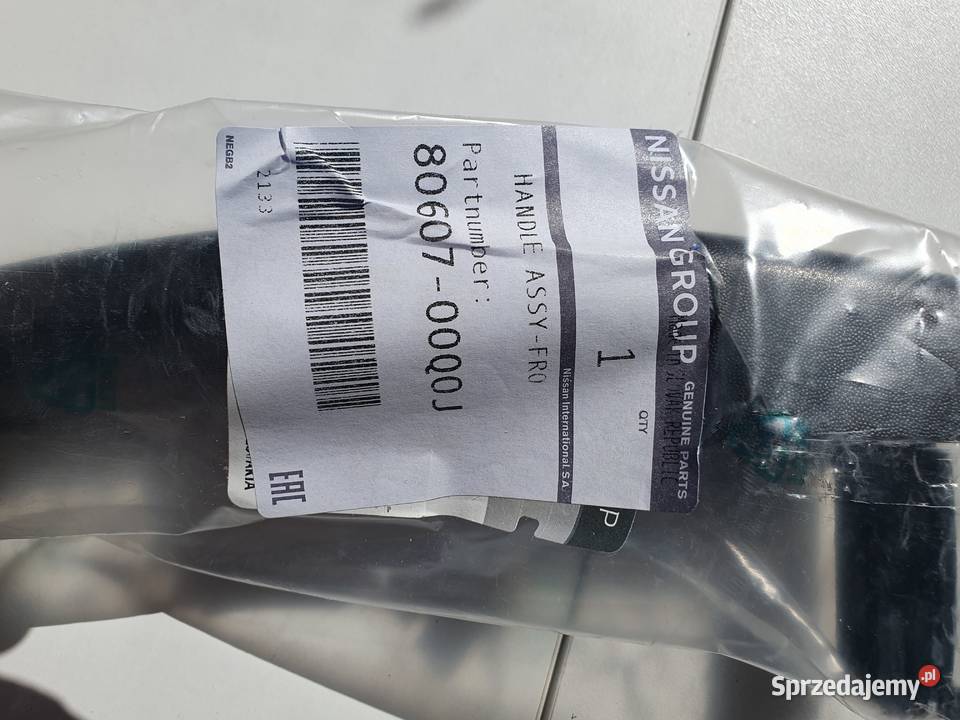 NISSAN GROUP GENUINE PARTS
QTY
1
Nissan International S.A.
HANDLE ASSY-FRO
Partnumber:
80607-00Q0J
2133
NEGB2
EAC
P
Sprzedajemy.pl